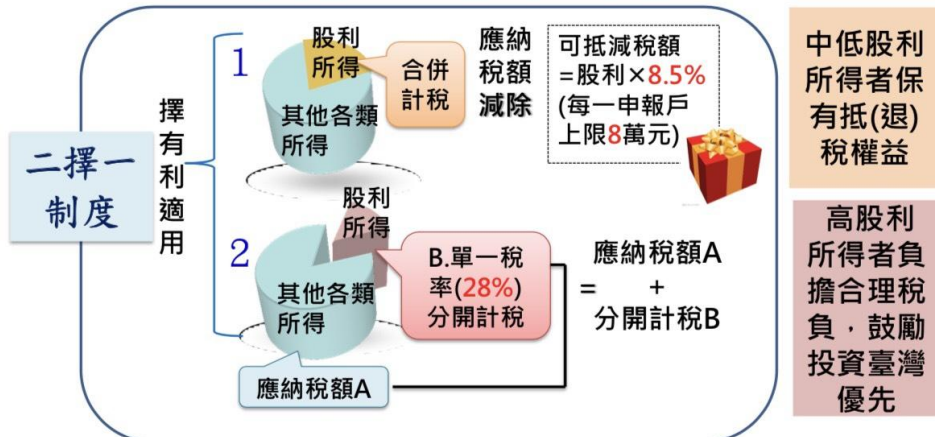 二擇一
制度
擇有利適用
1
股利
所得
其他各類
所得
合併
計稅
應納
稅額
減除
可抵減稅額
=股利×8.5%
(每一申報戶
上限8萬元)
2
股利
所得
其他各類
所得
B.單一稅
率(28%)
分開計稅
應納稅額A
=
應納稅額A
+
分開計稅B
中低股利
所得者保
有抵(退)
稅權益
高股利
所得者負
擔合理稅
負，鼓勵
投資臺灣
優先